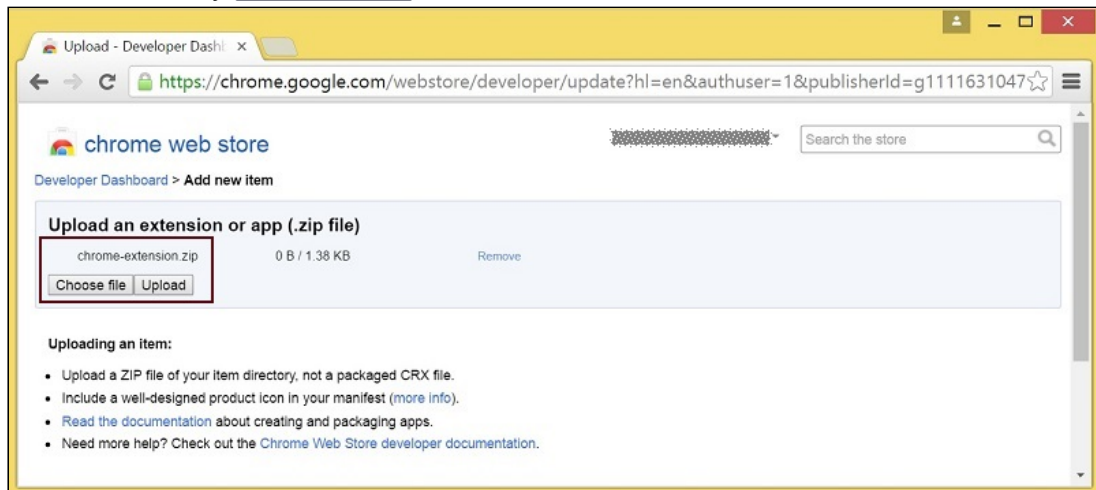 Upload - Developer Dash
https://chrome.google.com/webstore/developer/update?hl=en&authuser=1&publisherId=g1111631047
chrome web store
Search the store
Developer Dashboard > Add new item
Upload an extension or app (.zip file)
chrome-extension.zip 0 B / 1.38 KB Remove
Choose file Upload
Uploading an item:
• Upload a ZIP file of your item directory, not a packaged CRX file.
• Include a well-designed product icon in your manifest (more info).
• Read the documentation about creating and packaging apps.
• Need more help? Check out the Chrome Web Store developer documentation.